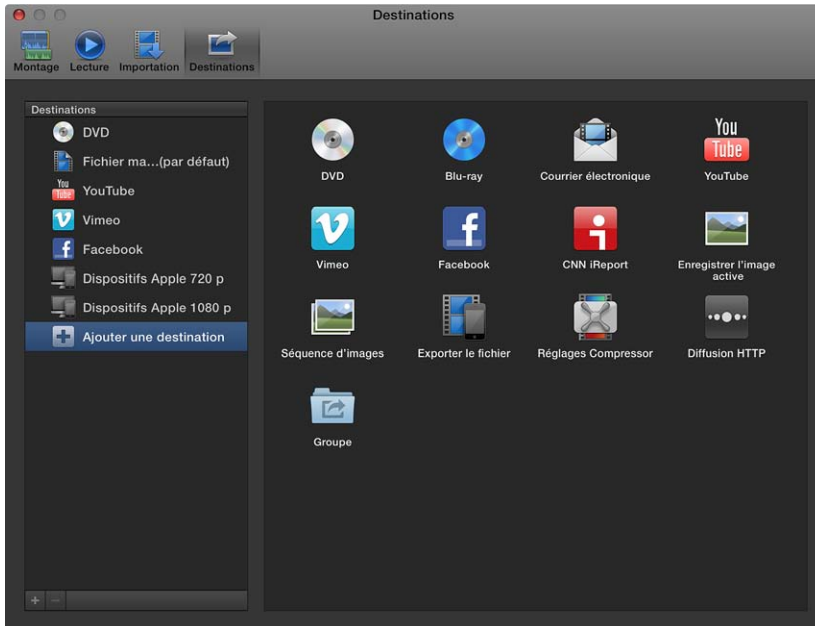 Destinations
Montage Lecture Importation Destinations
Destinations
DVD
Fichier ma...(par défaut)
You Tube YouTube
Vimeo
Facebook
Dispositifs Apple 720 p
Dispositifs Apple 1080 p
Ajouter une destination
You
Tube
DVD Blu-ray Courrier électronique YouTube
Vimeo Facebook CNN iReport Enregistrer l'image
active
Séquence d'images Exporter le fichier Réglages Compressor Diffusion HTTP
Groupe